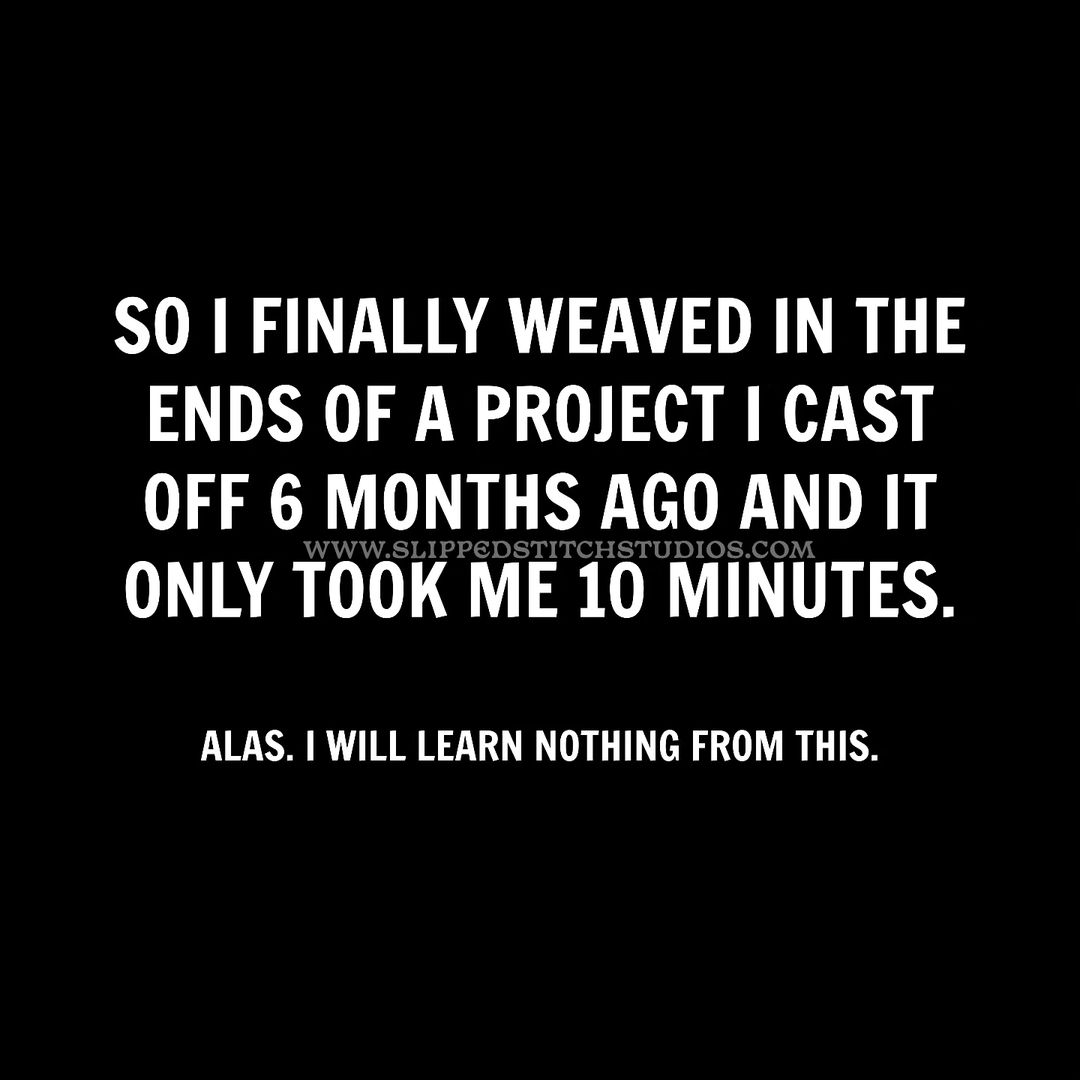 SO I FINALLY WEAVED IN THE
ENDS OF A PROJECT I CAST
OFF 6 MONTHS AGO AND IT
WWW.SLIPPEDSTITCHSTUDIOS.COM
ONLY TOOK ME 10 MINUTES.
ALAS. I WILL LEARN NOTHING FROM THIS.